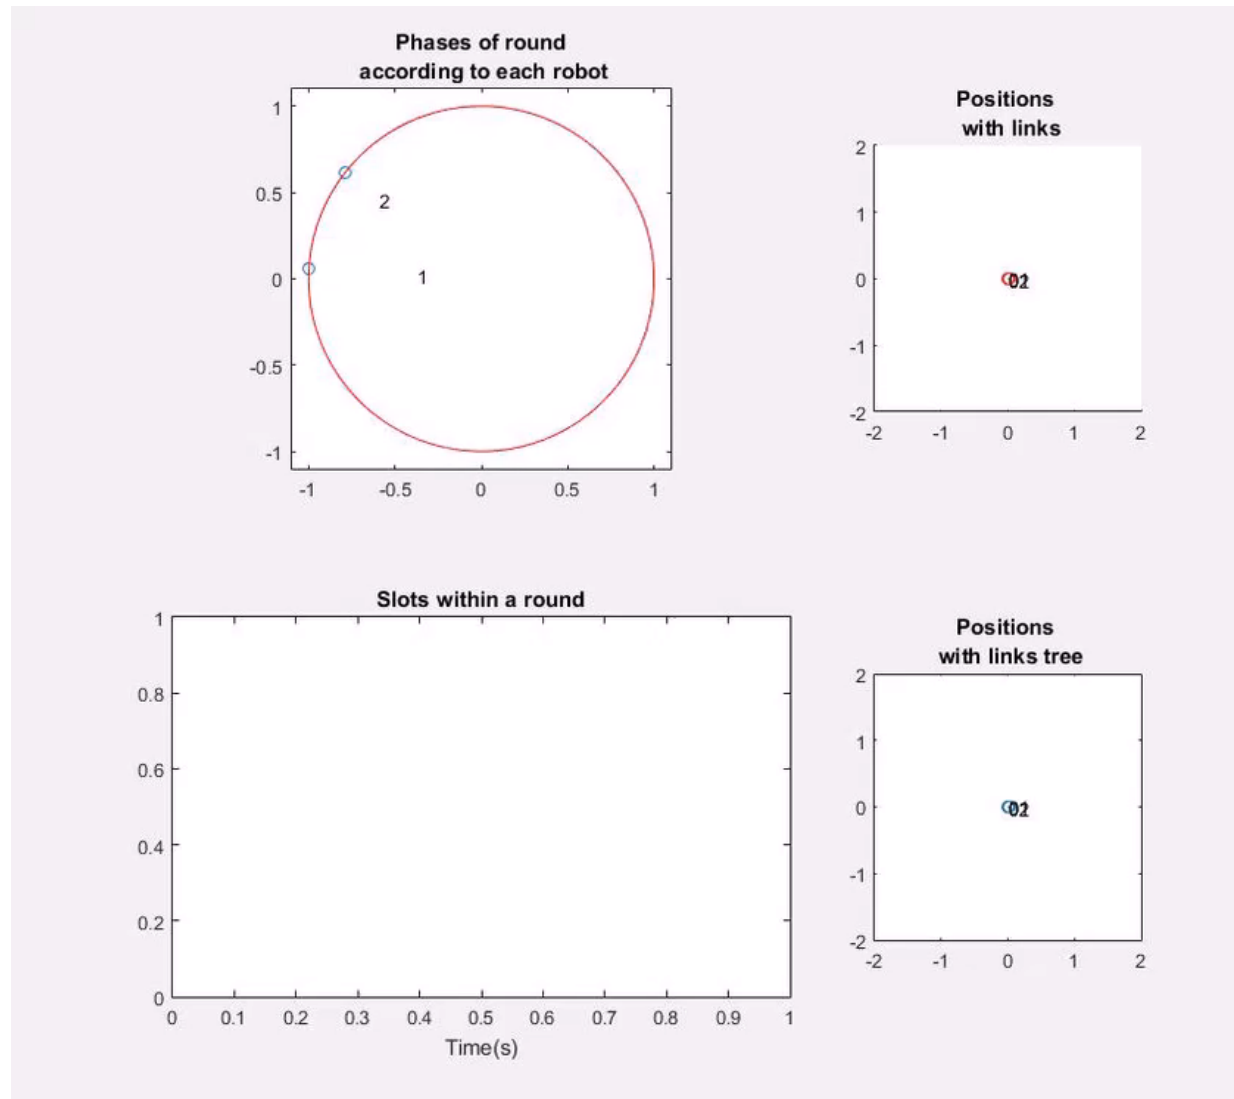 Phases of round
according to each robot
1
0.5
0
-0.5
-1
2
1
-1 -0.5 0 0.5 1
Positions
with links
2
1
0
-1
-2
-2 -1 0 1 2
Slots within a round
1
0.8
0.6
0.4
0.2
0
0 0.1 0.2 0.3 0.4 0.5 0.6 0.7 0.8 0.9 1
Time(s)
Positions
with links tree
2
1
0
-1
-2
-2 -1 0 1 2